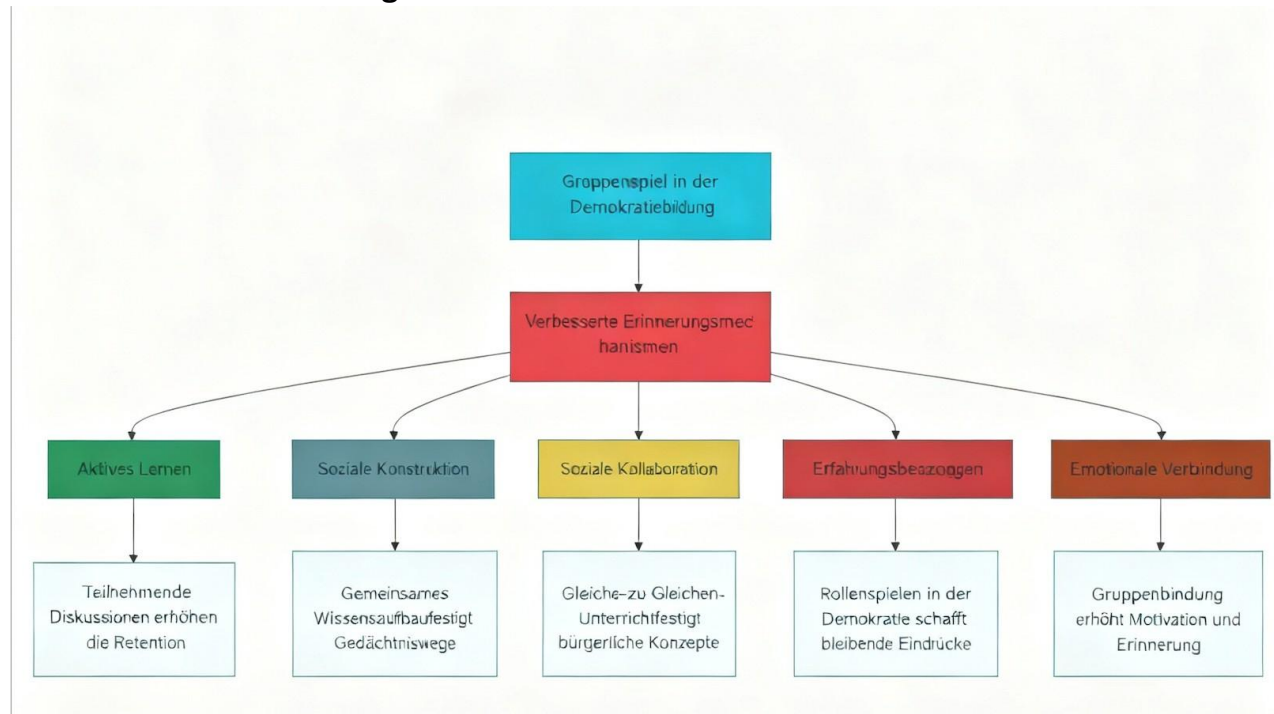 Gruppenspiel in der
Demokratiebildung
Verbesserte Erinnerungsmec
hanismen
Aktives Lernen
Soziale Konstruktion
Soziale Kollaboration
Erfahrungsbezogen
Emotionale Verbindung
Teilnehmende
Diskussionen erhöhen
die Retention
Gemeinsames
Wissensaufbaufestigt
Gedächtniswege
Gleiche-zu Gleichen-
Unterrichtfestigt
bürgerliche Konzepte
Rollenspielen in der
Demokratie schafft
bleibende Eindrücke
Gruppenbindung
erhöht Motivation und
Erinnerung